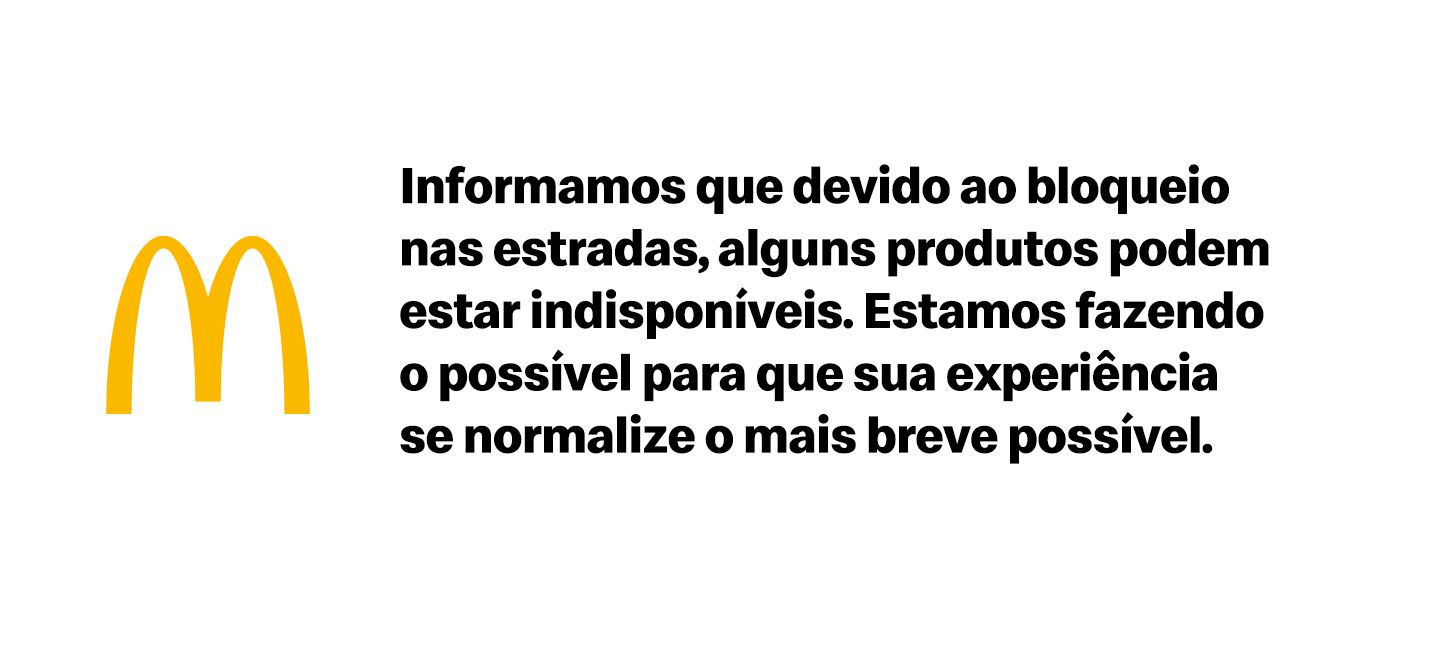 Informamos que devido ao bloqueio
nas estradas, alguns produtos podem
estar indisponíveis. Estamos fazendo
o possível para que sua experiência
se normalize o mais breve possível.